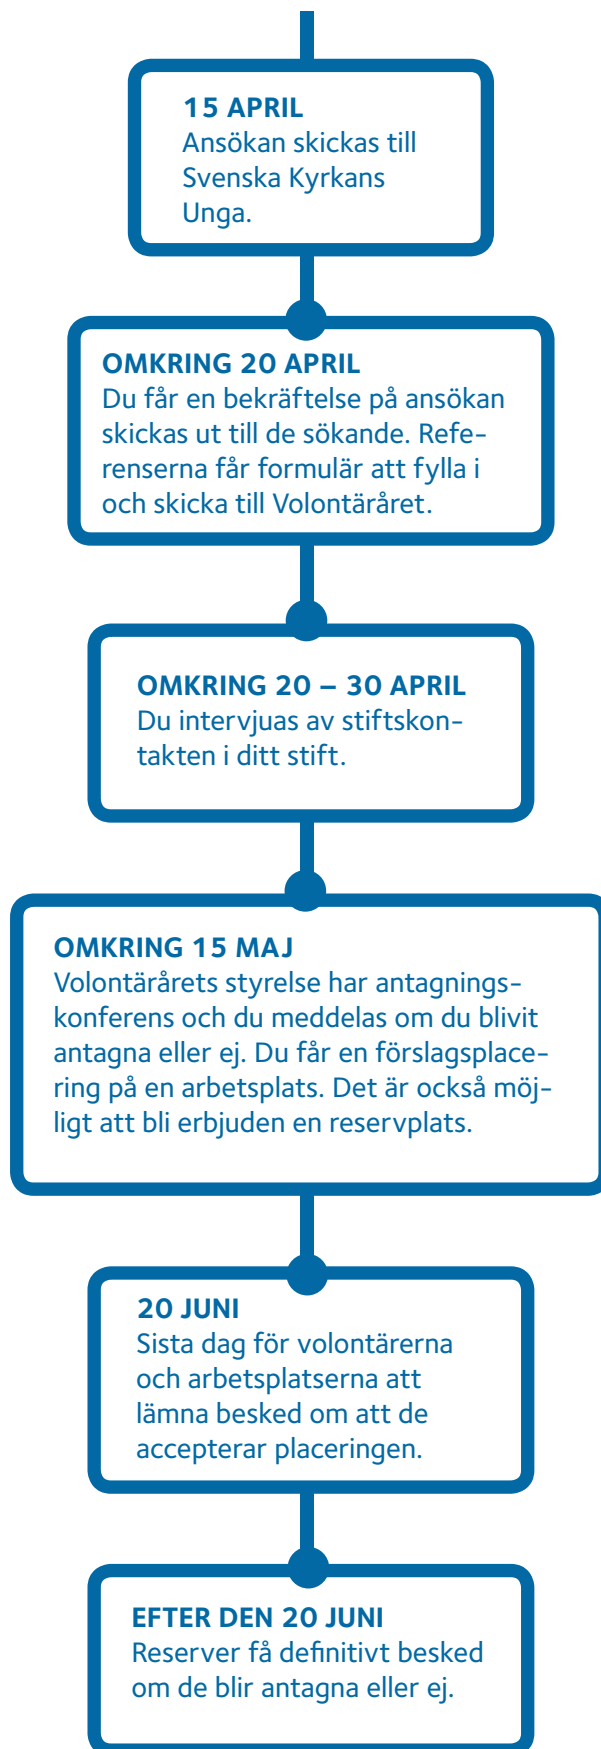 15 APRIL
Ansökan skickas till
Svenska Kyrkans
Unga.
OMKRING 20 APRIL
Du får en bekräftelse på ansökan
skickas ut till de sökande. Refe-
renserna får formulär att fylla i
och skicka till Volontäråret.
OMKRING 20 – 30 APRIL
Du intervjuas av stiftskon-
takten i ditt stift.
OMKRING 15 MAJ
Volontärårets styrelse har antagnings-
konferens och du meddelas om du blivit
antagna eller ej. Du får en förslagsplace-
ring på en arbetsplats. Det är också möj-
ligt att bli erbjuden en reservplats.
20 JUNI
Sista dag för volontärerna
och arbetsplatserna att
lämna besked om att de
accepterar placeringen.
EFTER DEN 20 JUNI
Reserver få definitivt besked
om de blir antagna eller ej.